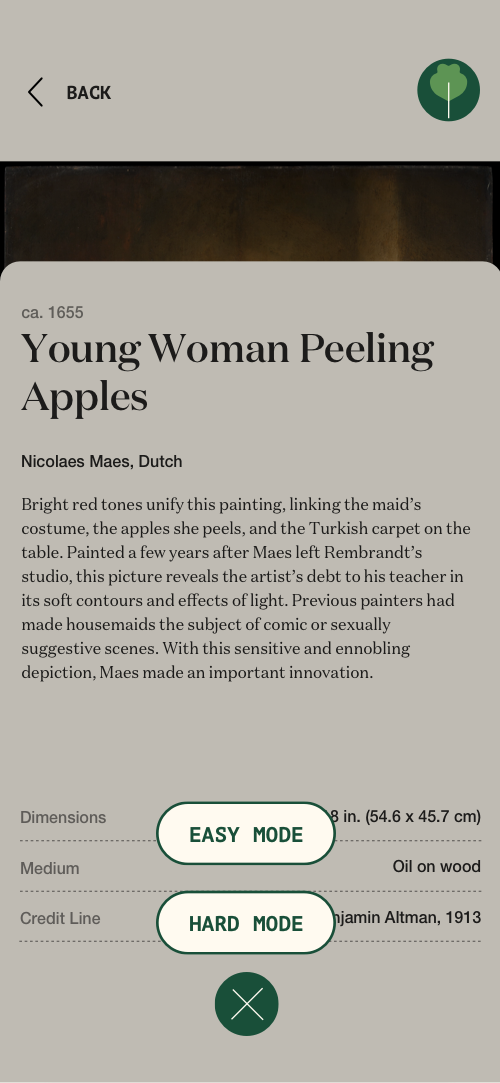 BACK
ca. 1655
Young Woman Peeling
Apples
Nicolaes Maes, Dutch
Bright red tones unify this painting, linking the maid’s
costume, the apples she peels, and the Turkish carpet on the
table. Painted a few years after Maes left Rembrandt’s
studio, this picture reveals the artist’s debt to his teacher in
its soft contours and effects of light. Previous painters had
made housemaids the subject of comic or sexually
suggestive scenes. With this sensitive and ennobling
depiction, Maes made an important innovation.
Dimensions 8 in. (54.6 x 45.7 cm)
EASY MODE
Medium Oil on wood
Credit Line Altman, 1913
HARD MODE